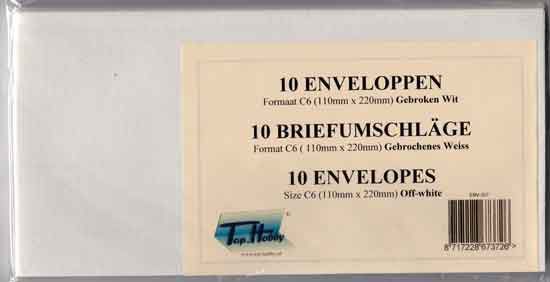 10 ENVELOPPEN
Formaat C6 (110mm x 220mm) Gebroken Wit
10 BRIEFUMSCHLÄGE
Format C6 ( 110mm x 220mm) Gebrochenes Weiss
10 ENVELOPES
Size C6 (110mm x 220mm) Off-white
Top Hobby
8 717228 673726 >